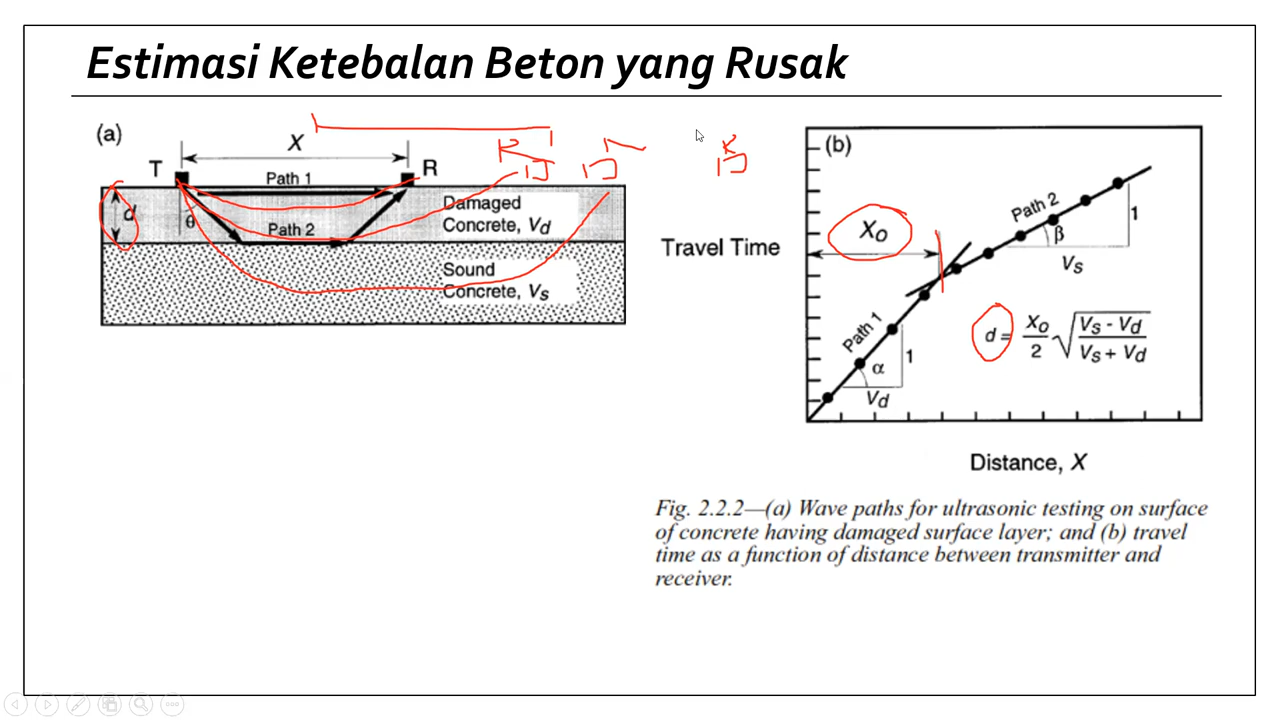 Estimasi Ketebalan Beton yang Rusak
(a)
X
T
R
R
R
Path 1
d
θ
Path 2
Damaged
Concrete, Vd
Sound
Concrete, Vs
(b)
Travel Time
Xo
Path 2
1
β
Vs
Path 1
1
α
Vd
d = Xo/2 √(Vs - Vd / Vs + Vd)
Distance, X
Fig. 2.2.2—(a) Wave paths for ultrasonic testing on surface
of concrete having damaged surface layer; and (b) travel
time as a function of distance between transmitter and
receiver.